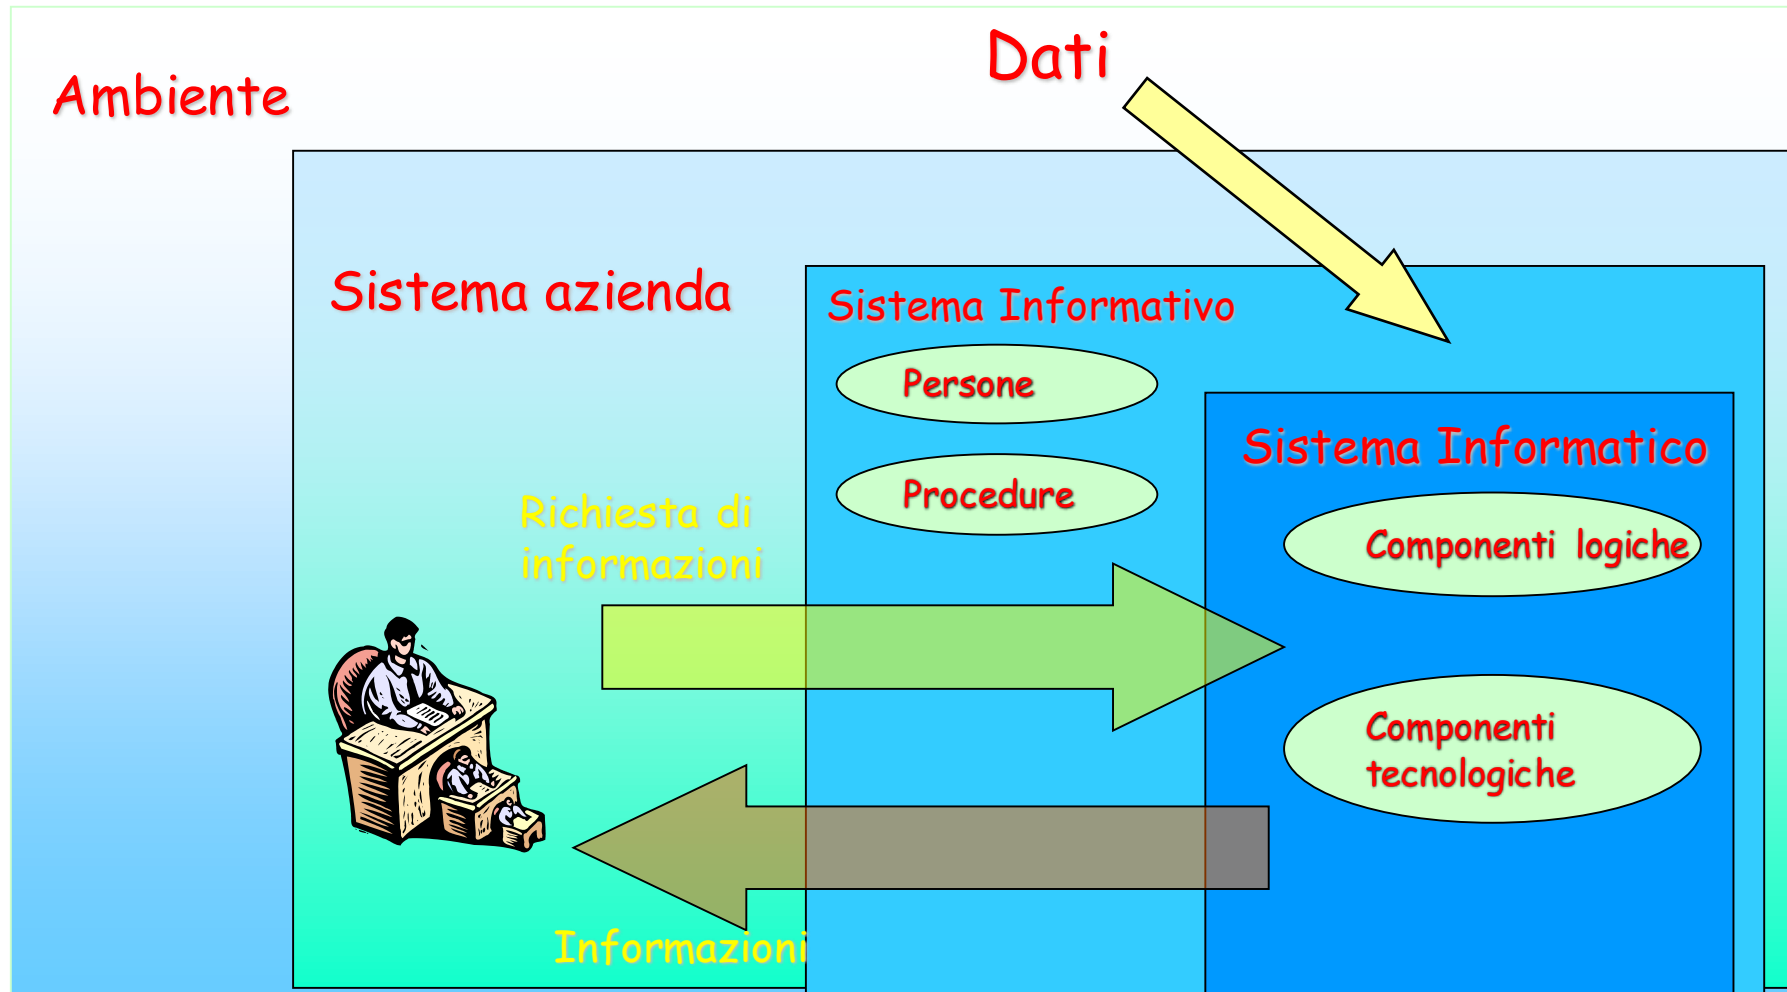 Dati
Ambiente
Sistema azienda
Sistema Informativo
Persone
Sistema Informatico
Procedure
Richiesta di
informazioni
Componenti logiche
Componenti
tecnologiche
Informazioni